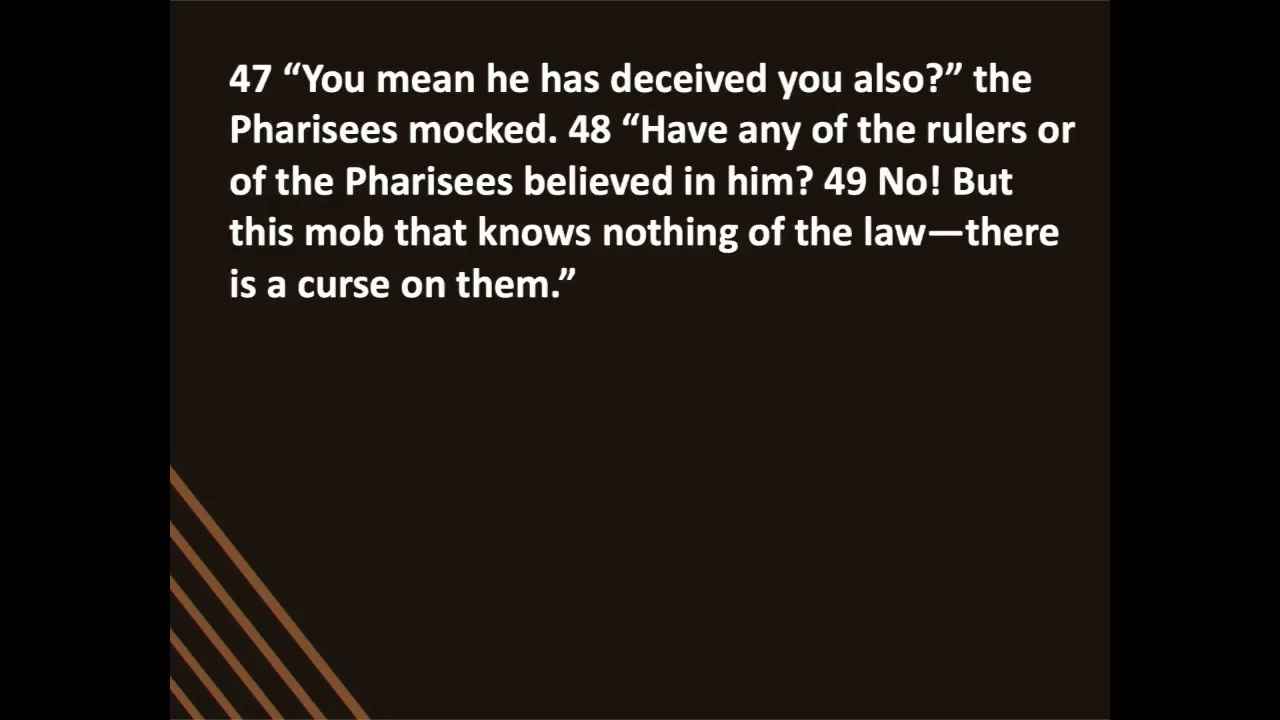 47 “You mean he has deceived you also?” the
Pharisees mocked. 48 “Have any of the rulers or
of the Pharisees believed in him? 49 No! But
this mob that knows nothing of the law—there
is a curse on them.”